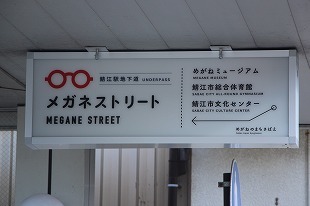 鯖江駅地下道 UNDERPASS
メガネストリート
MEGANE STREET
めがねミュージアム
MEGANE MUSEUM
鯖江市総合体育館
SABAE CITY ALL-ROUND GYMNASIUM
鯖江市文化センター
SABAE CITY CULTURE CENTER
めがねのまちさばえ